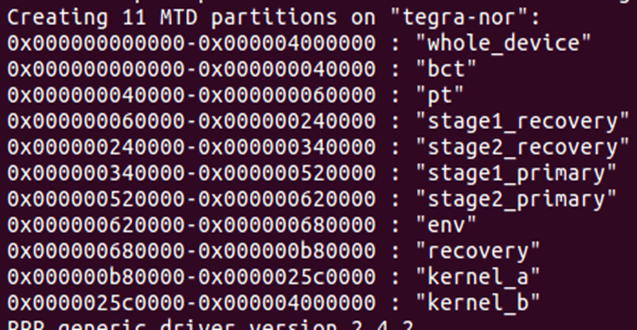 Creating 11 MTD partitions on "tegra-nor":
0x000000000000-0x000004000000 : "whole_device"
0x000000000000-0x000000040000 : "bct"
0x000000040000-0x000000060000 : "pt"
0x000000060000-0x000000240000 : "stage1_recovery"
0x000000240000-0x000000340000 : "stage2_recovery"
0x000000340000-0x000000520000 : "stage1_primary"
0x000000520000-0x000000620000 : "stage2_primary"
0x000000620000-0x000000680000 : "env"
0x000000680000-0x000000b80000 : "recovery"
0x000000b80000-0x0000025c0000 : "kernel_a"
0x0000025c0000-0x000004000000 : "kernel_b"
PPP generic driver version 2.4.2